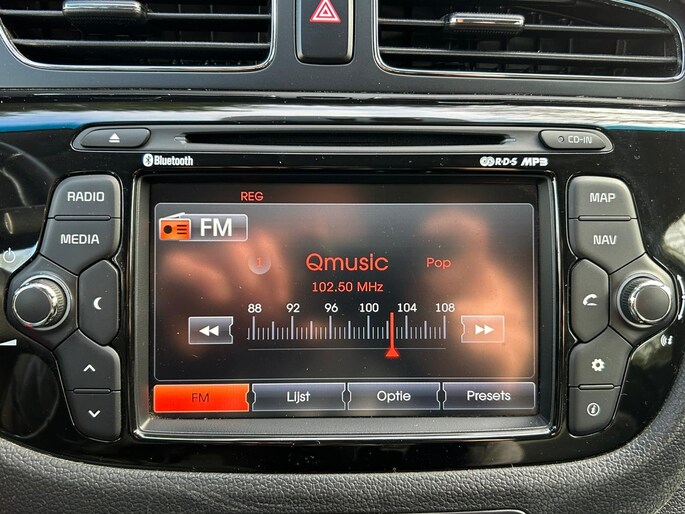 CD-IN
Bluetooth
R·D·S MP3
RADIO
MEDIA
MAP
NAV
REG
FM
1
Qmusic
Pop
102.50 MHz
88 92 96 100 104 108
FM
Lijst
Optie
Presets